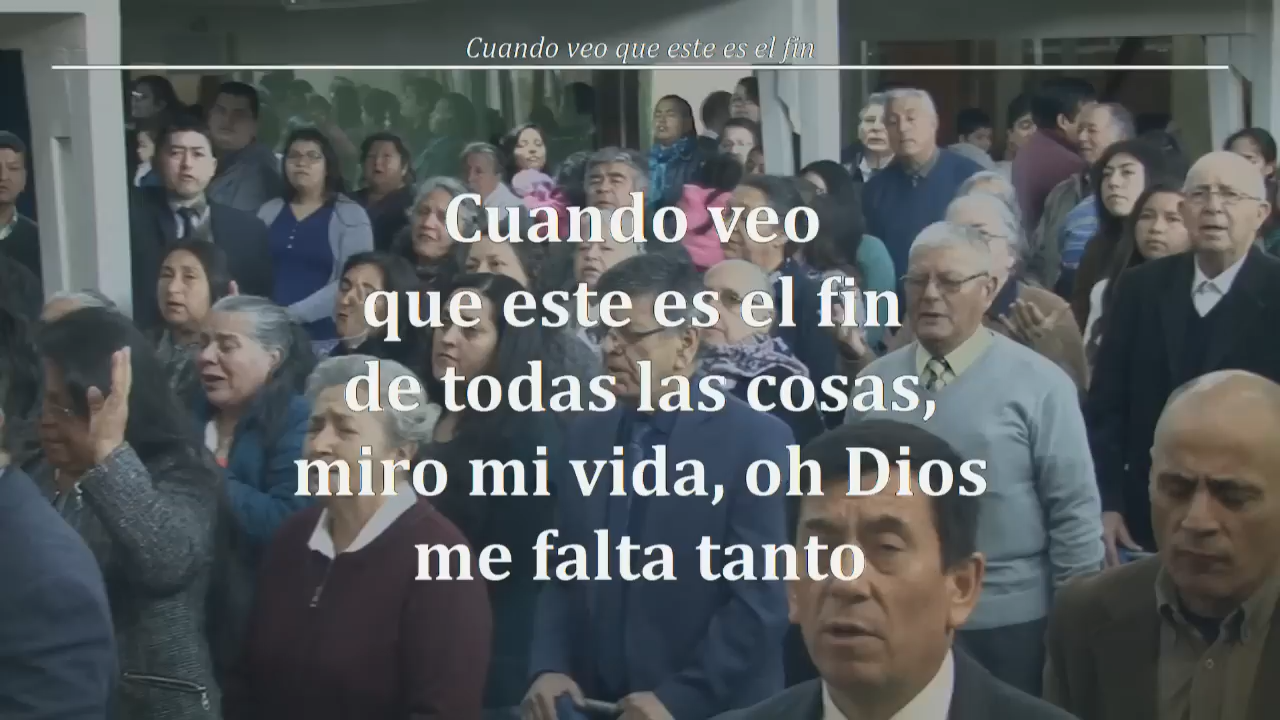 Cuando veo que este es el fin
Cuando veo
que este es el fin
de todas las cosas,
miro mi vida, oh Dios
me falta tanto